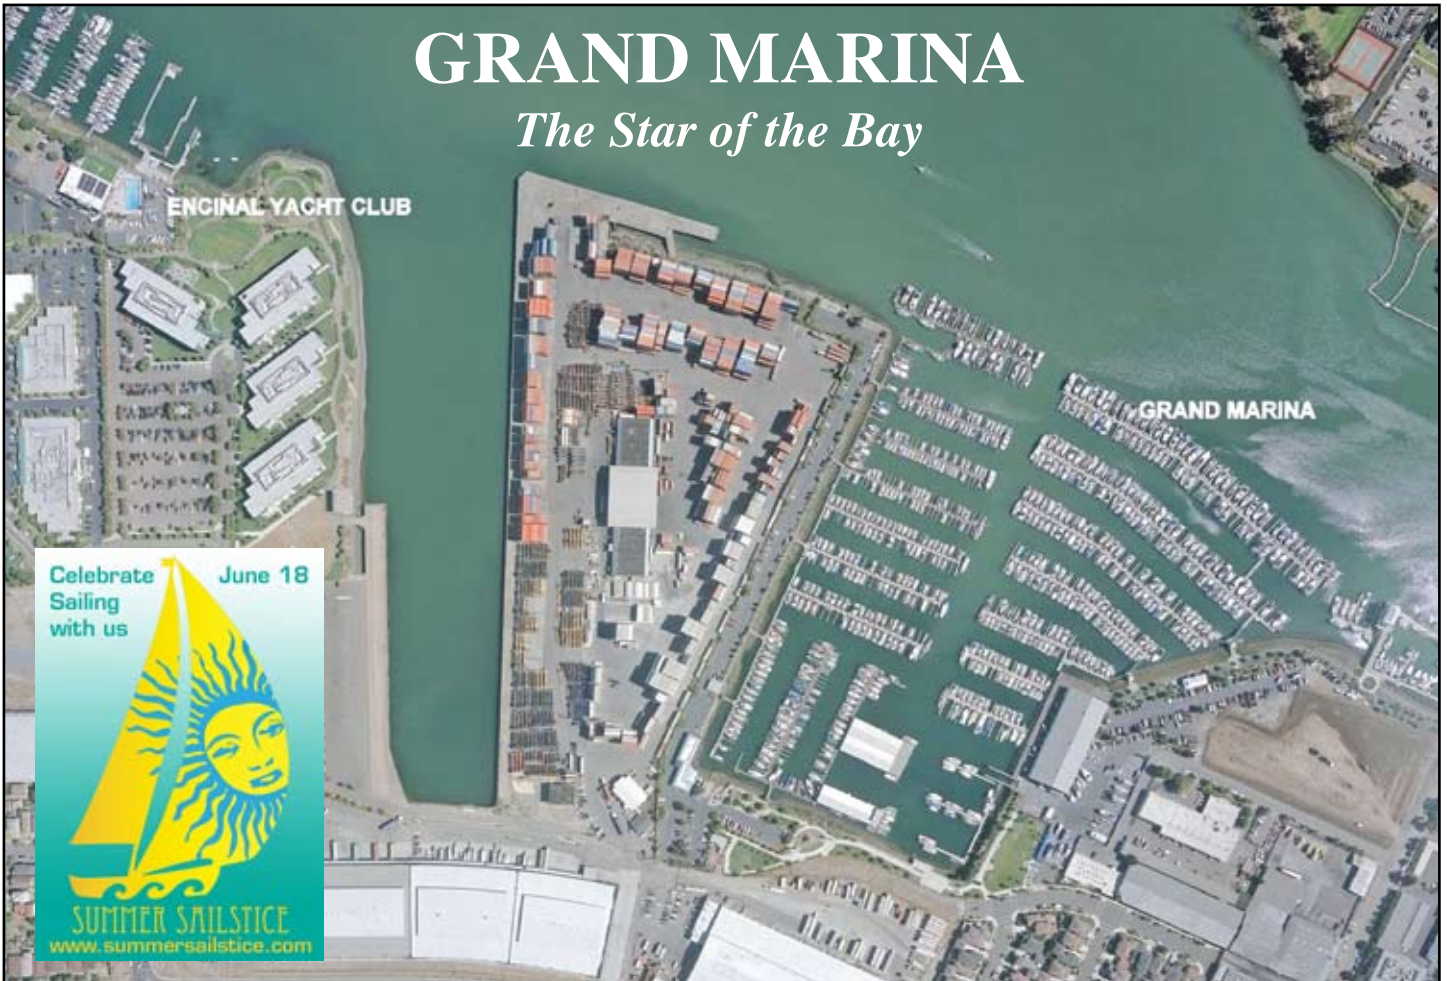 GRAND MARINA
The Star of the Bay
ENCINAL YACHT CLUB
GRAND MARINA
Celebrate June 18
Sailing
with us
SUMMER SAILSTICE
www.summersailstice.com